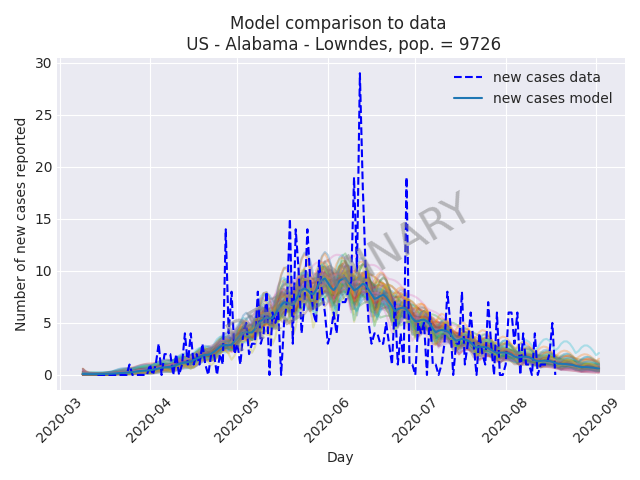 Model comparison to data
US - Alabama - Lowndes, pop. = 9726
new cases data
new cases model
Number of new cases reported
30
25
20
15
10
5
0
2020-03
2020-04
2020-05
2020-06
2020-07
2020-08
2020-09
Day